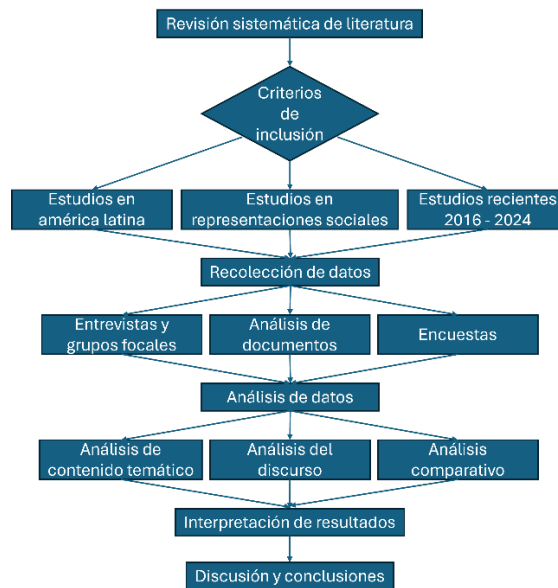 Revisión sistemática de literatura
Criterios
de
inclusión
Estudios en
américa latina
Estudios en
representaciones sociales
Estudios recientes
2016 - 2024
Recolección de datos
Entrevistas y
grupos focales
Análisis de
documentos
Encuestas
Análisis de datos
Análisis de
contenido temático
Análisis del
discurso
Análisis
comparativo
Interpretación de resultados
Discusión y conclusiones